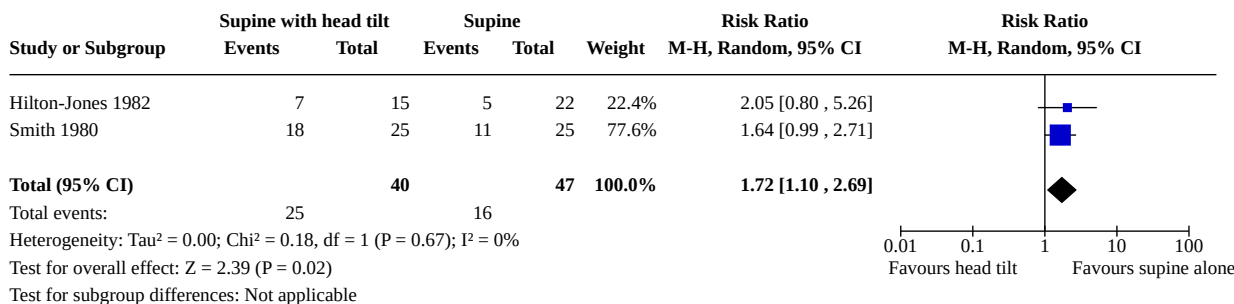 Supine with head tilt Supine Risk Ratio Risk Ratio
Study or Subgroup Events Total Events Total Weight M-H, Random, 95% CI M-H, Random, 95% CI
Hilton-Jones 1982 7 15 5 22 22.4% 2.05 [0.80 , 5.26]
Smith 1980 18 25 11 25 77.6% 1.64 [0.99 , 2.71]
Total (95% CI) 40 47 100.0% 1.72 [1.10 , 2.69]
Total events: 25 16
Heterogeneity: Tau² = 0.00; Chi² = 0.18, df = 1 (P = 0.67); I² = 0% 0.01 0.1 1 10 100
Test for overall effect: Z = 2.39 (P = 0.02) Favours head tilt Favours supine alone
Test for subgroup differences: Not applicable